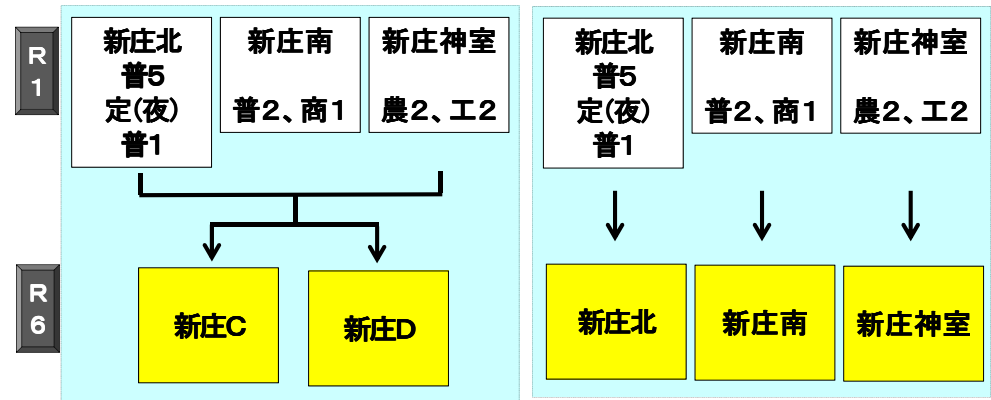 R
1
新庄北
普5
定(夜)
普1
新庄南
普2、商1
新庄神室
農2、工2
新庄北
普5
定(夜)
普1
新庄南
普2、商1
新庄神室
農2、工2
R
6
新庄C
新庄D
新庄北
新庄南
新庄神室